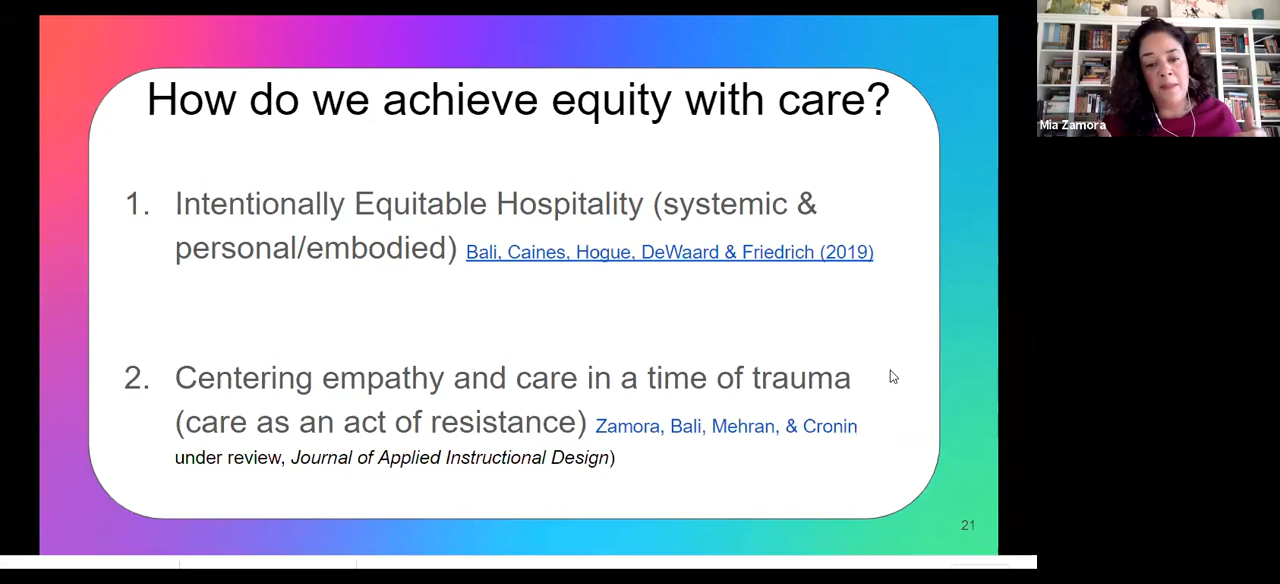 How do we achieve equity with care?
1. Intentionally Equitable Hospitality (systemic &
personal/embodied) Bali, Caines, Hogue, DeWaard & Friedrich (2019)
2. Centering empathy and care in a time of trauma
(care as an act of resistance) Zamora, Bali, Mehran, & Cronin
under review, Journal of Applied Instructional Design)
21
Mia Zamora